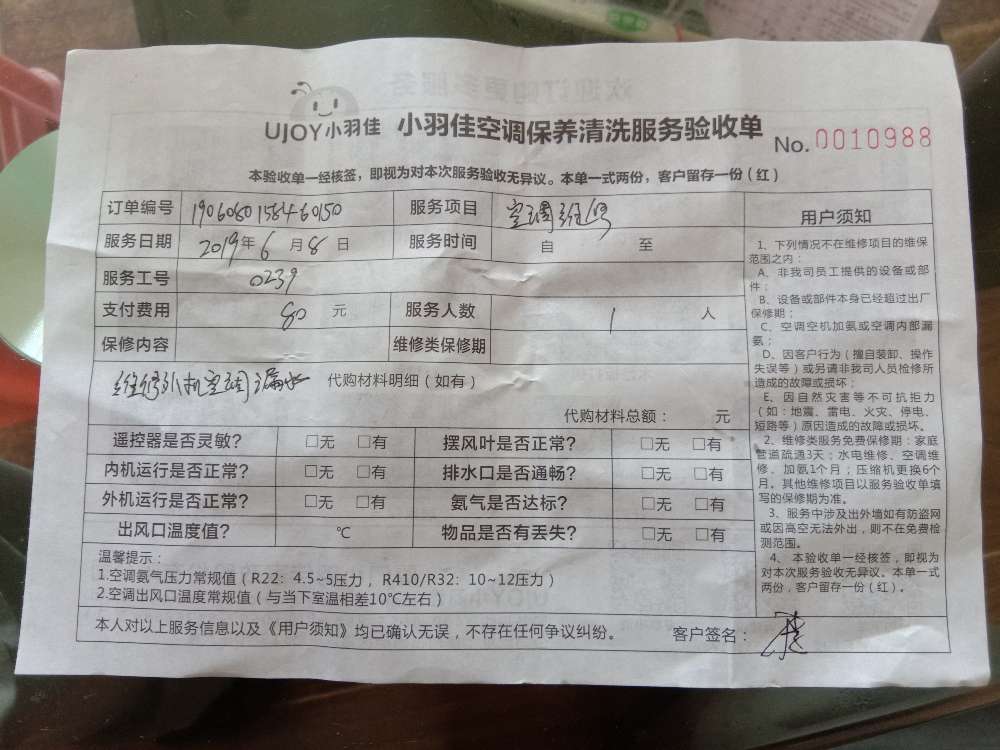 UJOY小羽佳 小羽佳空调保养清洗服务验收单 No. 0010988
本验收单一经核签，即视为对本次服务验收无异议。本单一式两份，客户留存一份（红）
订单编号 服务项目 空调维修
服务日期 2019年6月8日 服务时间 自 至
服务工号 0239
支付费用 80 元 服务人数 1 人
保修内容 维修类保修期
维修外机空调漏水 代购材料明细（如有）
代购材料总额： 元
遥控器是否灵敏？ □无 □有 摆风叶是否正常？ □无 □有
内机运行是否正常？ □无 □有 排水口是否通畅？ □无 □有
外机运行是否正常？ □无 □有 氨气是否达标？ □无 □有
出风口温度值？ ℃ 物品是否有丢失？ □无 □有
温馨提示：
1.空调氨气压力常规值（R22：4.5~5压力，R410/R32：10~12压力）
2.空调出风口温度常规值（与当下室温相差10℃左右）
本人对以上服务信息以及《用户须知》均已确认无误，不存在任何争议纠纷。 客户签名：
用户须知
1、下列情况不在维修项目的维保
范围之内：
A、非我司员工提供的设备或部
件；
B、设备或部件本身已经超过出厂
保修期；
C、空调空机加氨或空调内部漏
氨；
D、因客户行为（擅自装卸、操作
失误等）或另请非我司人员检修所
造成的故障或损坏；
E、因自然灾害等不可抗拒力
（如：地震、雷电、火灾、停电、
短路等）原因造成的故障或损坏。
2、维修类服务免费保修期：家庭
管道疏通3天；水电维修、空调维
修、加氨1个月；压缩机更换6个
月。其他维修项目以服务验收单填
写的保修期为准。
3、服务中涉及出外墙如有防盗网
或因高空无法外出，则不在免费检
测范围。
4、本验收单一经核签，即视为
对本次服务验收无异议。本单一式
两份，客户留存一份（红）。